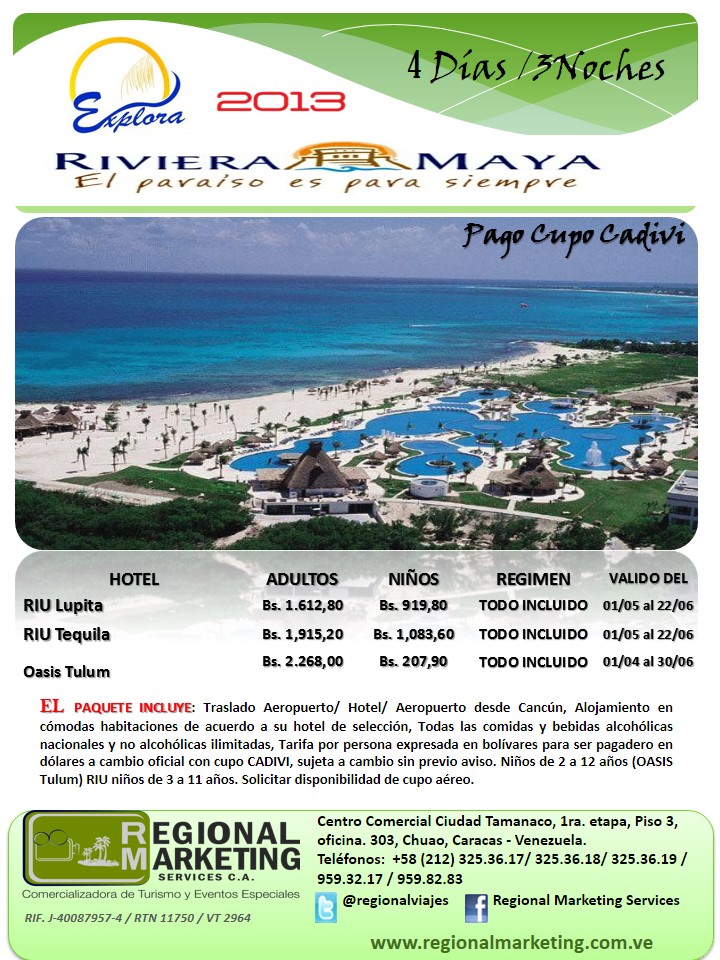 4 Días /3Noches
Explora
2013
RIVIERA MAYA
El paraiso es para siempre
Pago Cupo Cadivi
HOTEL ADULTOS NIÑOS REGIMEN VALIDO DEL
RIU Lupita Bs. 1.612,80 Bs. 919,80 TODO INCLUIDO 01/05 al 22/06
RIU Tequila Bs. 1,915,20 Bs. 1,083,60 TODO INCLUIDO 01/05 al 22/06
Oasis Tulum Bs. 2.268,00 Bs. 207,90 TODO INCLUIDO 01/04 al 30/06
EL PAQUETE INCLUYE: Traslado Aeropuerto/ Hotel/ Aeropuerto desde Cancún, Alojamiento en
cómodas habitaciones de acuerdo a su hotel de selección, Todas las comidas y bebidas alcohólicas
nacionales y no alcohólicas ilimitadas, Tarifa por persona expresada en bolívares para ser pagadero en
dólares a cambio oficial con cupo CADIVI, sujeta a cambio sin previo aviso. Niños de 2 a 12 años (OASIS
Tulum) RIU niños de 3 a 11 años. Solicitar disponibilidad de cupo aéreo.
REGIONAL
MARKETING
SERVICES C.A.
Comercializadora de Turismo y Eventos Especiales
RIF. J-40087957-4 / RTN 11750 / VT 2964
Centro Comercial Ciudad Tamanaco, 1ra. etapa, Piso 3,
oficina. 303, Chuao, Caracas - Venezuela.
Teléfonos: +58 (212) 325.36.17/ 325.36.18/ 325.36.19 /
959.32.17 / 959.82.83
@regionalviajes Regional Marketing Services
www.regionalmarketing.com.ve